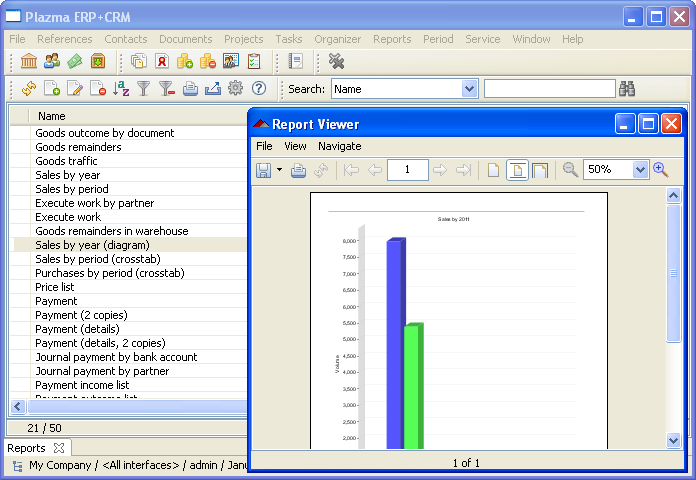 Plazma ERP+CRM
File References Contacts Documents Projects Tasks Organizer Reports Period Service Window Help
Search: Name
Name
Goods outcome by document
Goods remainders
Goods traffic
Sales by year
Sales by period
Execute work by partner
Execute work
Goods remainders in warehouse
Sales by year (diagram)
Sales by period (crosstab)
Purchases by period (crosstab)
Price list
Payment
Payment (2 copies)
Payment (details)
Payment (details, 2 copies)
Journal payment by bank account
Journal payment by partner
Payment income list
Payment outcome list
21 / 50
Reports
My Company / <All interfaces> / admin / Janu
Report Viewer
File View Navigate
1 50%
Sales by 2011
8,000
7,500
7,000
6,500
6,000
5,500
5,000
4,500
4,000
3,500
3,000
2,500
2,000
Volume
1 of 1